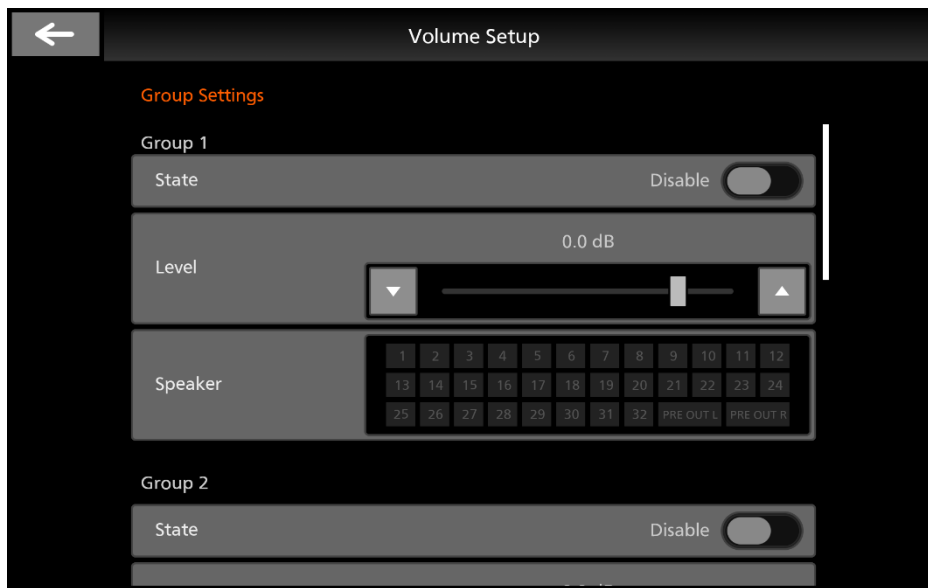 Volume Setup
Group Settings
Group 1
State Disable
0.0 dB
Level
1 2 3 4 5 6 7 8 9 10 11 12
Speaker 13 14 15 16 17 18 19 20 21 22 23 24
25 26 27 28 29 30 31 32 PRE OUT L PRE OUT R
Group 2
State Disable